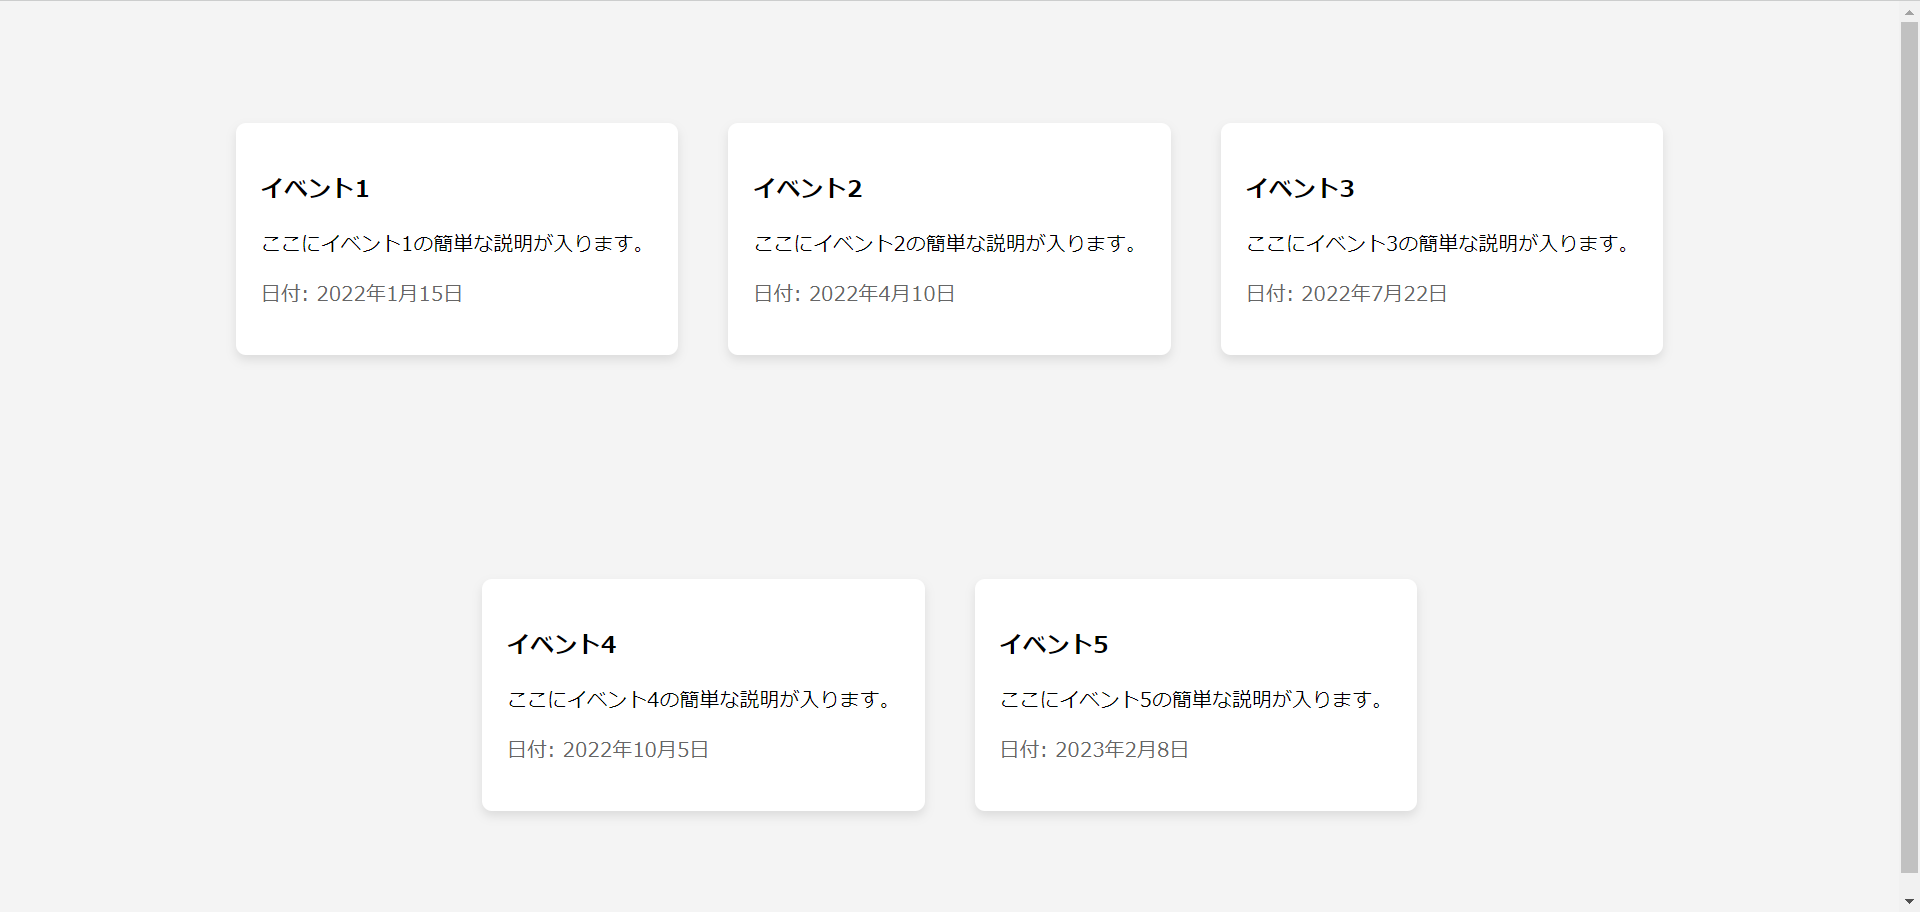 イベント1
ここにイベント1の簡単な説明が入ります。
日付: 2022年1月15日
イベント2
ここにイベント2の簡単な説明が入ります。
日付: 2022年4月10日
イベント3
ここにイベント3の簡単な説明が入ります。
日付: 2022年7月22日
イベント4
ここにイベント4の簡単な説明が入ります。
日付: 2022年10月5日
イベント5
ここにイベント5の簡単な説明が入ります。
日付: 2023年2月8日